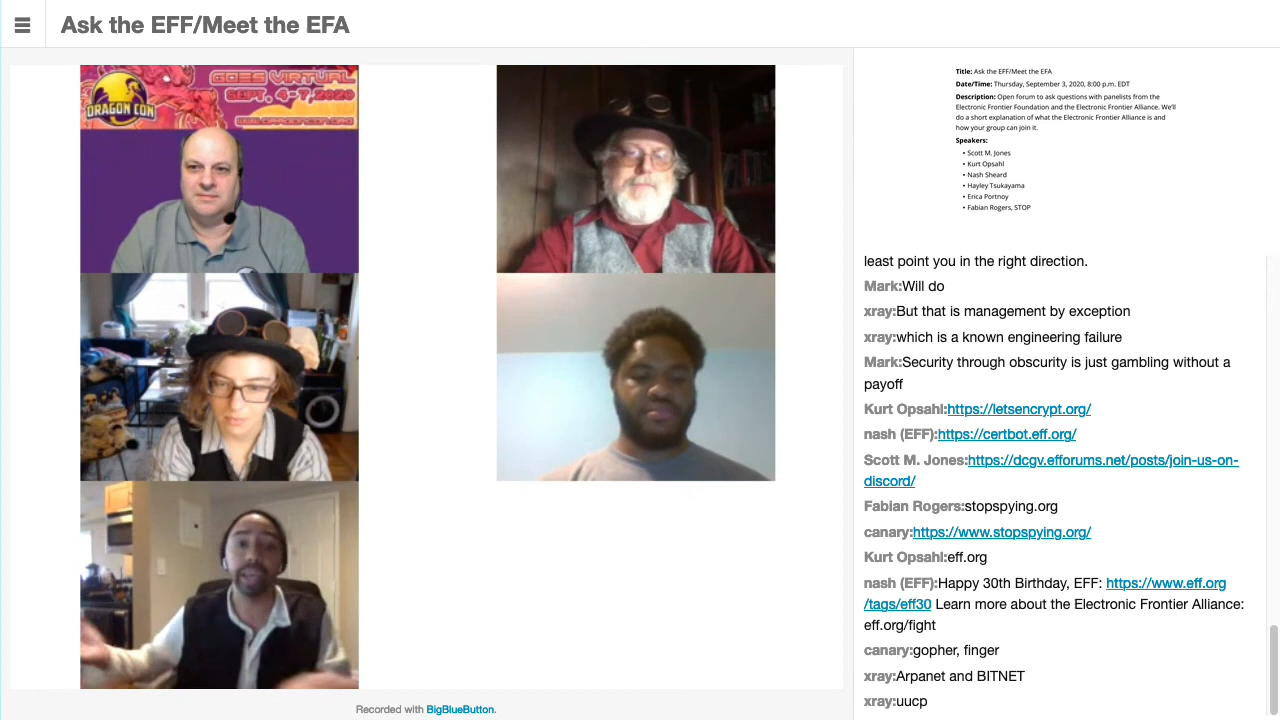 Ask the EFF/Meet the EFA
GOES VIRTUAL
SEPT. 4-7, 2020
DRAGON CON
Title: Ask the EFF/Meet the EFA
Date/Time: Thursday, September 3, 2020, 8:00 p.m. EDT
Description: Open forum to ask questions with panelists from the
Electronic Frontier Foundation and the Electronic Frontier Alliance. We'll
do a short explanation of what the Electronic Frontier Alliance is and
how your group can join it.
Speakers:
• Scott M. Jones
• Kurt Opsahl
• Nash Sheard
• Hayley Tsukayama
• Erica Portnoy
• Fabian Rogers, STOP
least point you in the right direction.
Mark:Will do
xray:But that is management by exception
xray:which is a known engineering failure
Mark:Security through obscurity is just gambling without a
payoff
Kurt Opsahl:https://letsencrypt.org/
nash (EFF):https://certbot.eff.org/
Scott M. Jones:https://dcgv.efforums.net/posts/join-us-on-
discord/
Fabian Rogers:stopspying.org
canary:https://www.stopspying.org/
Kurt Opsahl:eff.org
nash (EFF):Happy 30th Birthday, EFF: https://www.eff.org
/tags/eff30 Learn more about the Electronic Frontier Alliance:
eff.org/fight
canary:gopher, finger
xray:Arpanet and BITNET
xray:uucp
Recorded with BigBlueButton.